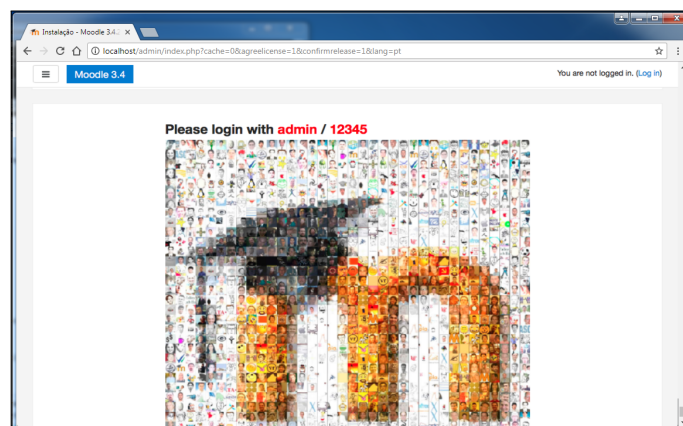 Instalação - Moodle 3.4.
localhost/admin/index.php?cache=0&agreelicense=1&confirmrelease=1&lang=pt
Moodle 3.4
You are not logged in. (Log in)
Please login with admin / 12345